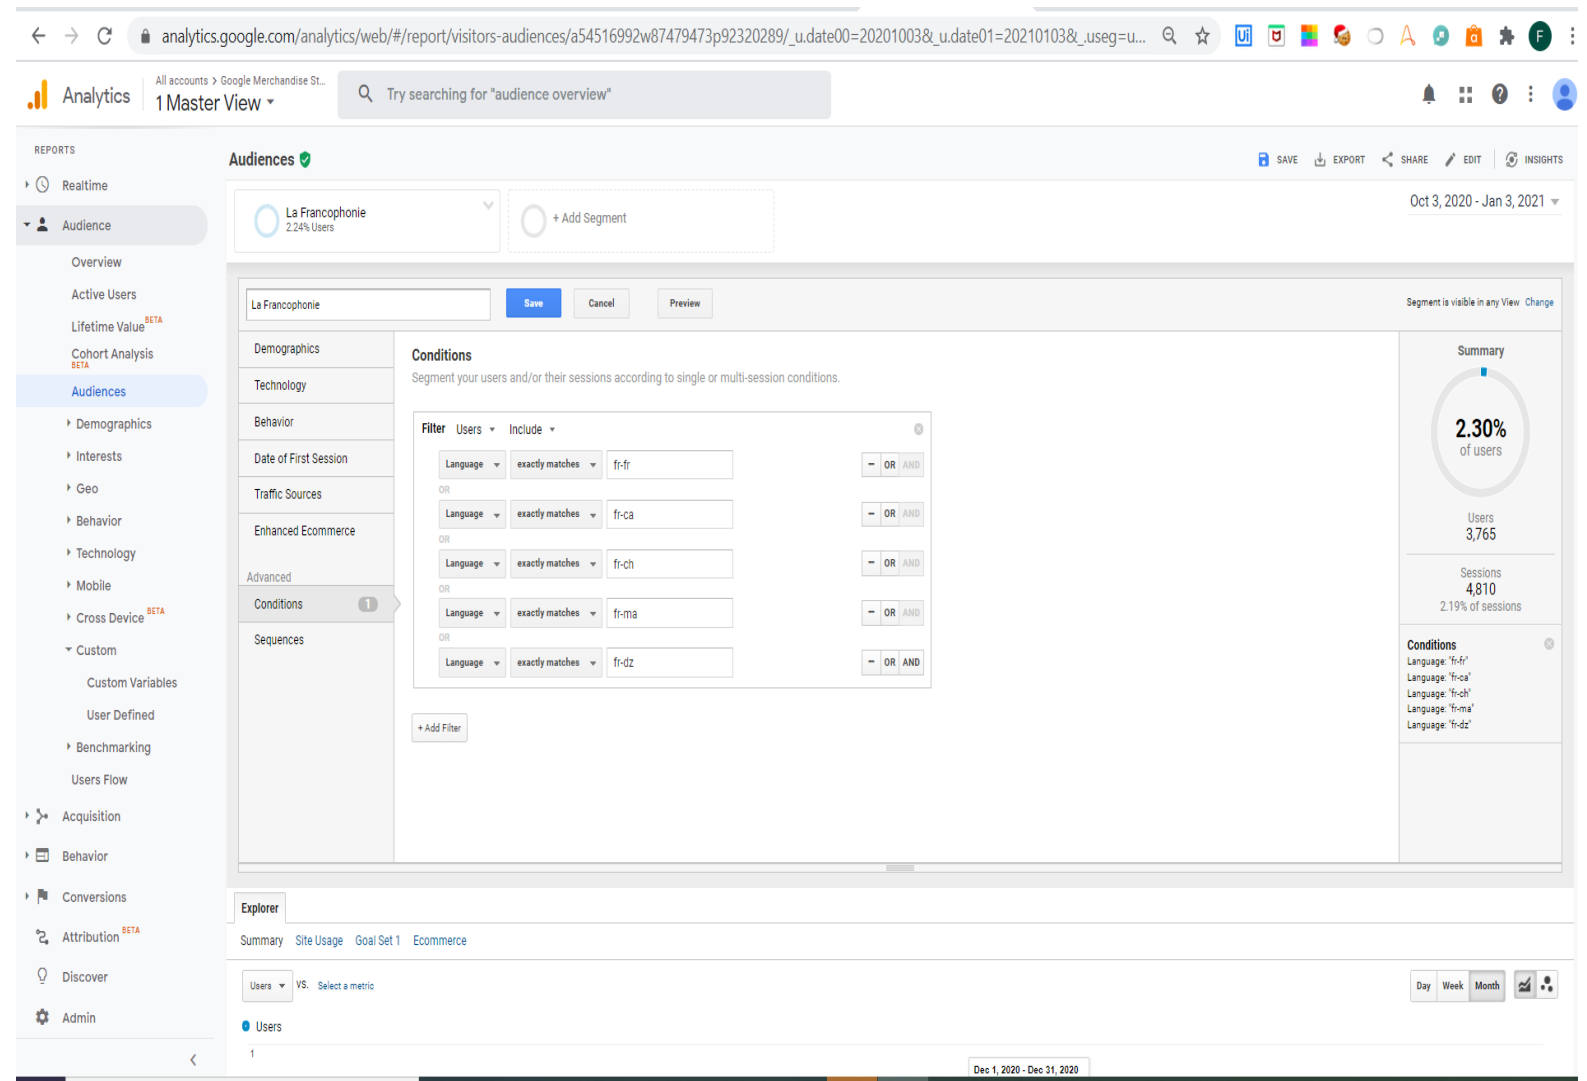 analytics.google.com/analytics/web/#/report/visitors-audiences/a54516992w87479473p92320289/_u.date00=20201003&_u.date01=20210103&_.useg=u...
Analytics
All accounts > Google Merchandise St...
1 Master View
Try searching for "audience overview"
REPORTS
Realtime
Audience
Overview
Active Users
Lifetime Value BETA
Cohort Analysis
BETA
Audiences
Demographics
Interests
Geo
Behavior
Technology
Mobile
Cross Device BETA
Custom
Custom Variables
User Defined
Benchmarking
Users Flow
Acquisition
Behavior
Conversions
Attribution BETA
Discover
Admin
Audiences
SAVE EXPORT SHARE EDIT INSIGHTS
La Francophonie
2.24% Users
+ Add Segment
Oct 3, 2020 - Jan 3, 2021
La Francophonie
Save Cancel Preview
Segment is visible in any View Change
Demographics
Technology
Behavior
Date of First Session
Traffic Sources
Enhanced Ecommerce
Advanced
Conditions 1
Sequences
Conditions
Segment your users and/or their sessions according to single or multi-session conditions.
Filter Users Include
Language exactly matches fr-fr - OR AND
OR
Language exactly matches fr-ca - OR AND
OR
Language exactly matches fr-ch - OR AND
OR
Language exactly matches fr-ma - OR AND
OR
Language exactly matches fr-dz - OR AND
+ Add Filter
Summary
2.30%
of users
Users
3,765
Sessions
4,810
2.19% of sessions
Conditions
Language: "fr-fr"
Language: "fr-ca"
Language: "fr-ch"
Language: "fr-ma"
Language: "fr-dz"
Explorer
Summary Site Usage Goal Set 1 Ecommerce
Users VS. Select a metric
Day Week Month
Users
1
Dec 1, 2020 - Dec 31, 2020
F
Ui
a